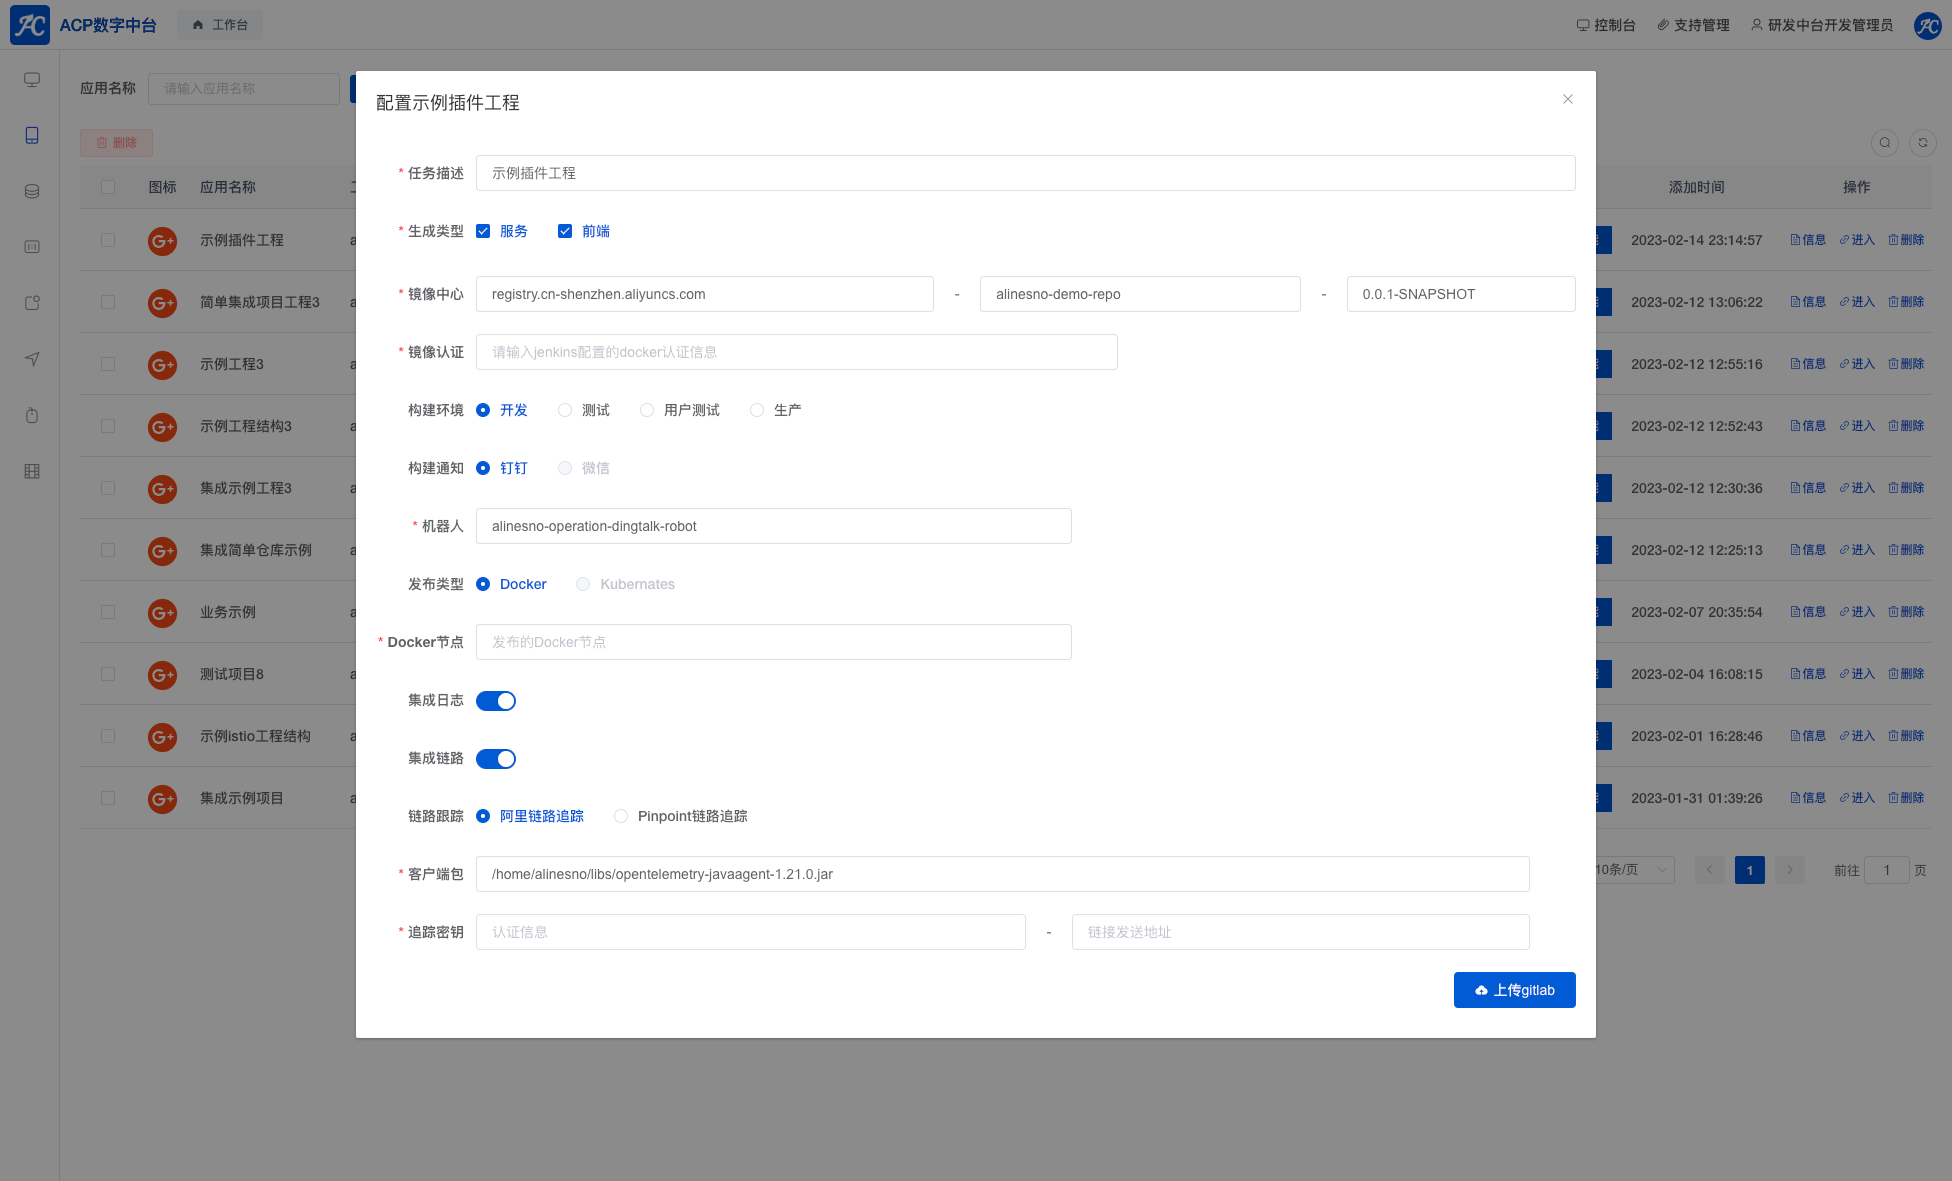 ACP数字中台 工作台 控制台 支持管理 研发中台开发管理员
应用名称 请输入应用名称
删除
图标 应用名称 添加时间 操作
示例插件工程 2023-02-14 23:14:57 信息 进入 删除
简单集成项目工程3 2023-02-12 13:06:22 信息 进入 删除
示例工程3 2023-02-12 12:55:16 信息 进入 删除
示例工程结构3 2023-02-12 12:52:43 信息 进入 删除
集成示例工程3 2023-02-12 12:30:36 信息 进入 删除
集成简单仓库示例 2023-02-12 12:25:13 信息 进入 删除
业务示例 2023-02-07 20:35:54 信息 进入 删除
测试项目8 2023-02-04 16:08:15 信息 进入 删除
示例istio工程结构 2023-02-01 16:28:46 信息 进入 删除
集成示例项目 2023-01-31 01:39:26 信息 进入 删除
10条/页 1 前往 1 页
配置示例插件工程
* 任务描述 示例插件工程
* 生成类型 服务 前端
* 镜像中心 registry.cn-shenzhen.aliyuncs.com - alinesno-demo-repo - 0.0.1-SNAPSHOT
* 镜像认证 请输入jenkins配置的docker认证信息
构建环境 开发 测试 用户测试 生产
构建通知 钉钉 微信
* 机器人 alinesno-operation-dingtalk-robot
发布类型 Docker Kubernates
* Docker节点 发布的Docker节点
集成日志
集成链路
链路跟踪 阿里链路追踪 Pinpoint链路追踪
* 客户端包 /home/alinesno/libs/opentelemetry-javaagent-1.21.0.jar
* 追踪密钥 认证信息 - 链接发送地址
上传gitlab